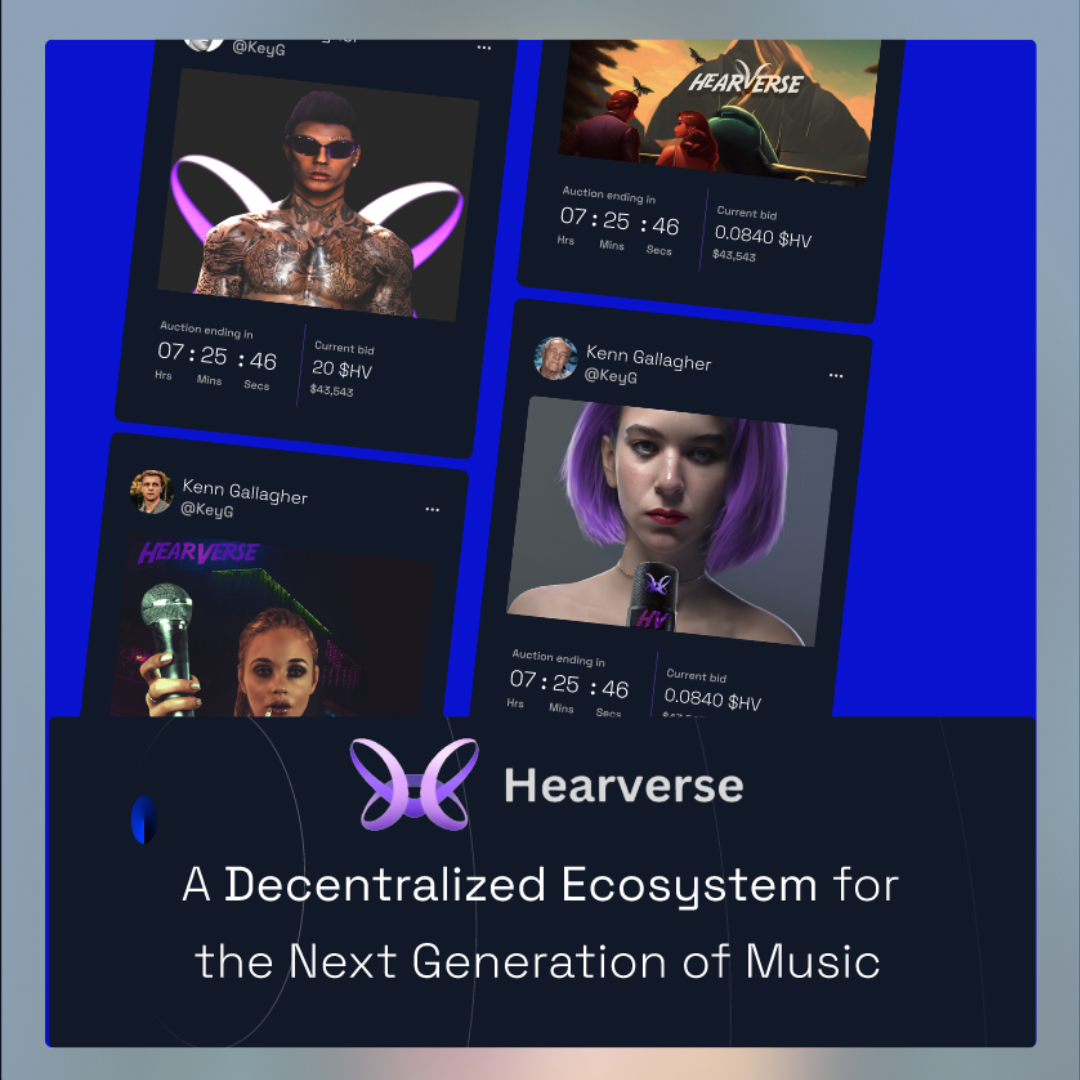 @KeyG
...
Auction ending in
07 : 25 : 46
Hrs Mins Secs
Current bid
20 $HV
$43,543
Kenn Gallagher
@KeyG
...
HEARVERSE
HEARVERSE
Auction ending in
07 : 25 : 46
Hrs Mins Secs
Current bid
0.0840 $HV
$43,543
Kenn Gallagher
@KeyG
...
HV
Auction ending in
07 : 25 : 46
Hrs Mins Secs
Current bid
0.0840 $HV
Hearverse
A Decentralized Ecosystem for
the Next Generation of Music